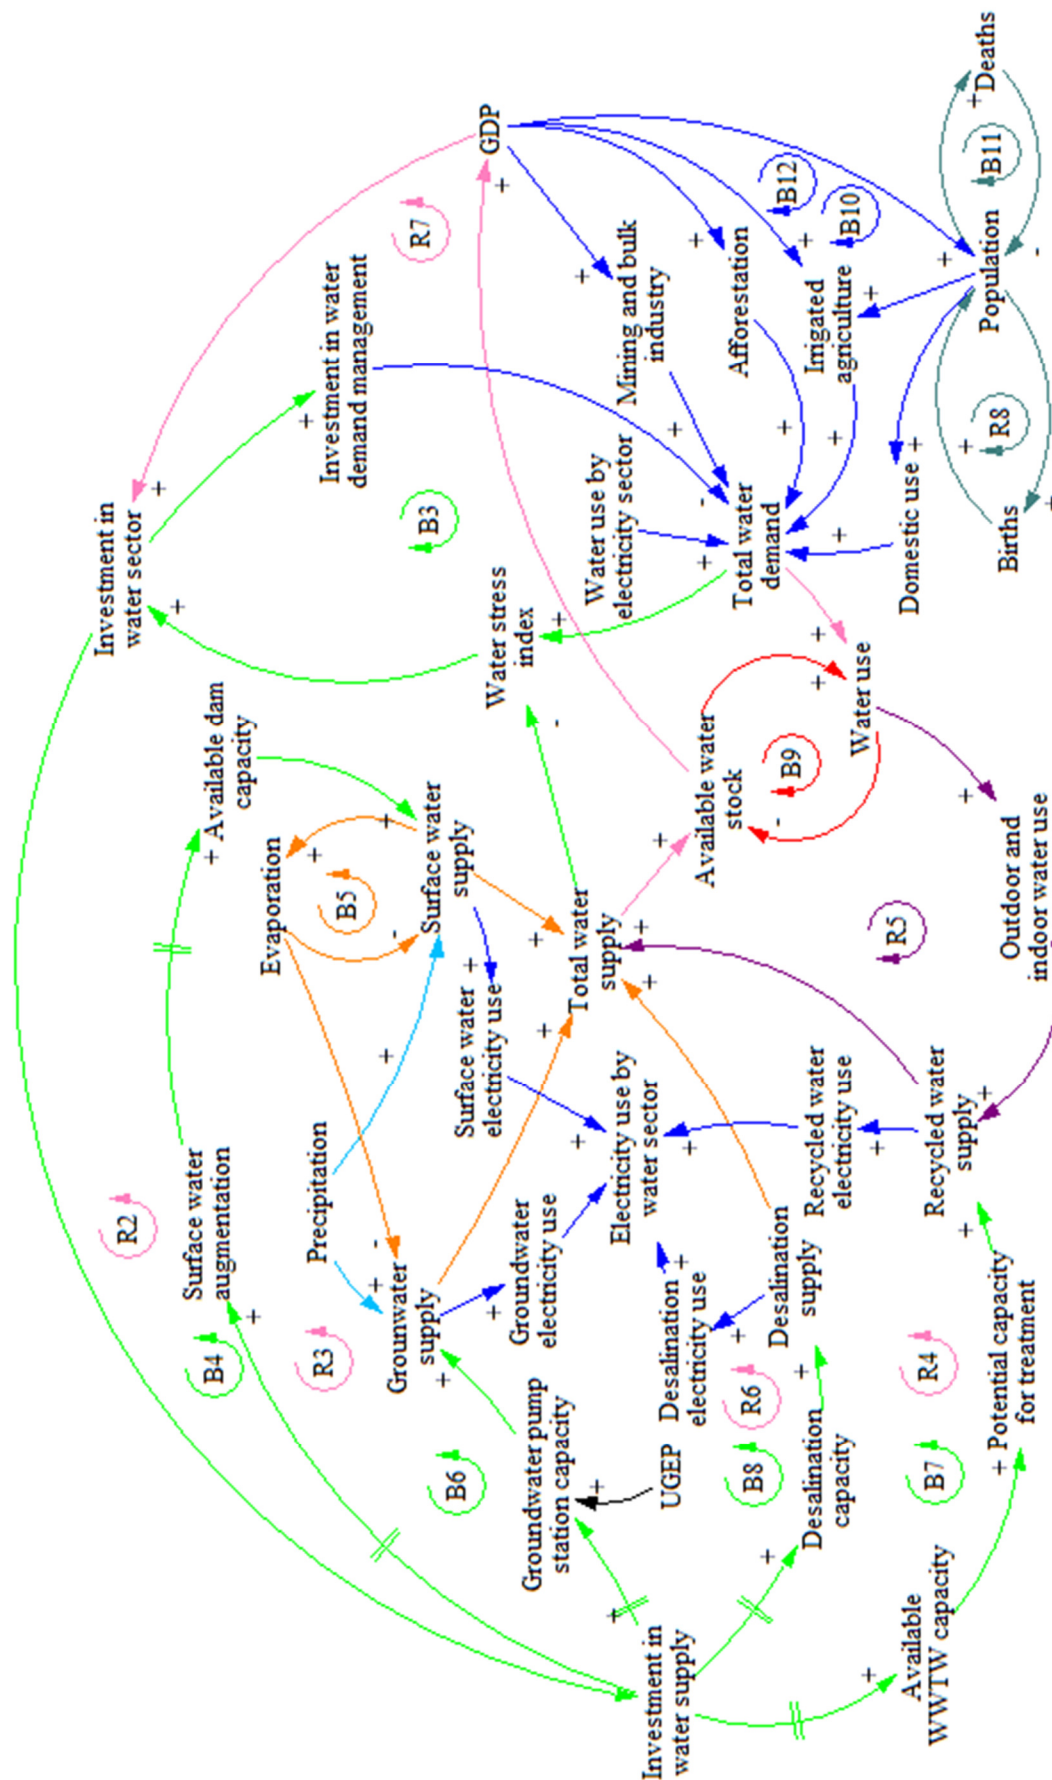 Investment in
water sector
+
+
R2
Surface water
augmentation
+
+
Available dam
capacity
B4
Evaporation
+
-
B5
+
Precipitation
R3
+
+
-
Investment in water
demand management
+
R7
Grounwater
supply
+
Surface water
supply
B3
B6
Surface water
electricity use
+
Water stress
index
-
+
GDP
+
Groundwater pump
station capacity
+
+
Groundwater
electricity use
+
+
+
Total water
supply
+
+
Water use by
electricity sector
+
Mining and bulk
industry
+
+
Investment in
water supply
UGEP
Electricity use by
water sector
+
+
+
Desalination
electricity use
+
Available water
stock
+
-
Total water
demand
-
Afforestation
+
+
R6
B8
Desalination
supply
+
B9
B12
Desalination
capacity
+
Recycled water
electricity use
+
Irrigated
agriculture
+
+
+
B10
Water use
+
+
+
Available
WWTW capacity
+
B7
R4
R5
Domestic use
+
Recycled water
supply
+
+
Potential capacity
for treatment
+
Outdoor and
indoor water use
+
Births
+
R8
+
Population
+
B11
Deaths
+
-